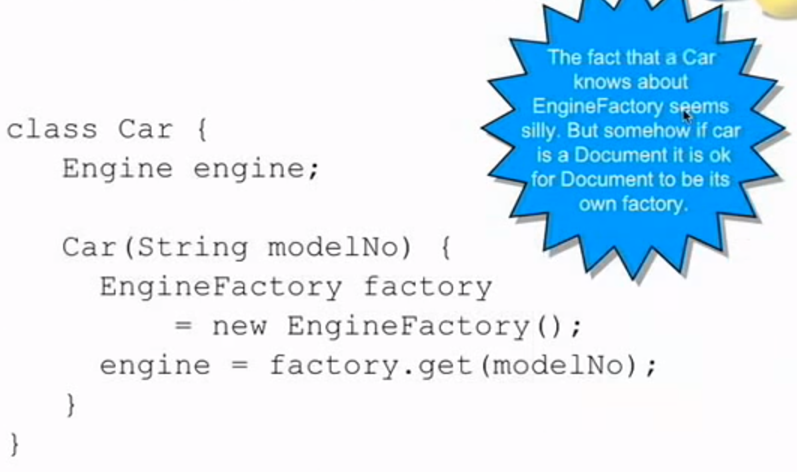 The fact that a Car
knows about
EngineFactory seems
silly. But somehow if car
is a Document it is ok
for Document to be its
own factory.
class Car {
Engine engine;
Car(String modelNo) {
EngineFactory factory
= new EngineFactory();
engine = factory.get(modelNo);
}
}